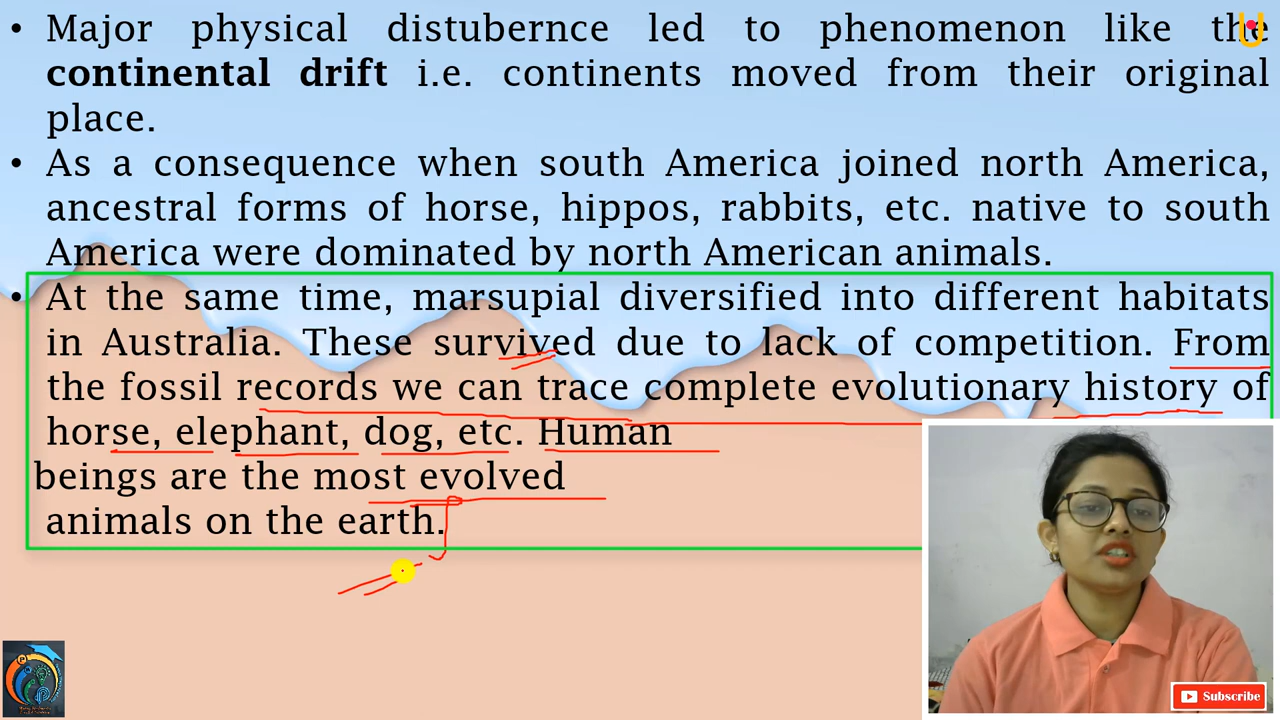 • Major physical distubernce led to phenomenon like the
continental drift i.e. continents moved from their original
place.
• As a consequence when south America joined north America,
ancestral forms of horse, hippos, rabbits, etc. native to south
America were dominated by north American animals.
• At the same time, marsupial diversified into different habitats
in Australia. These survived due to lack of competition. From
the fossil records we can trace complete evolutionary history of
horse, elephant, dog, etc. Human
beings are the most evolved
animals on the earth.
Subscribe